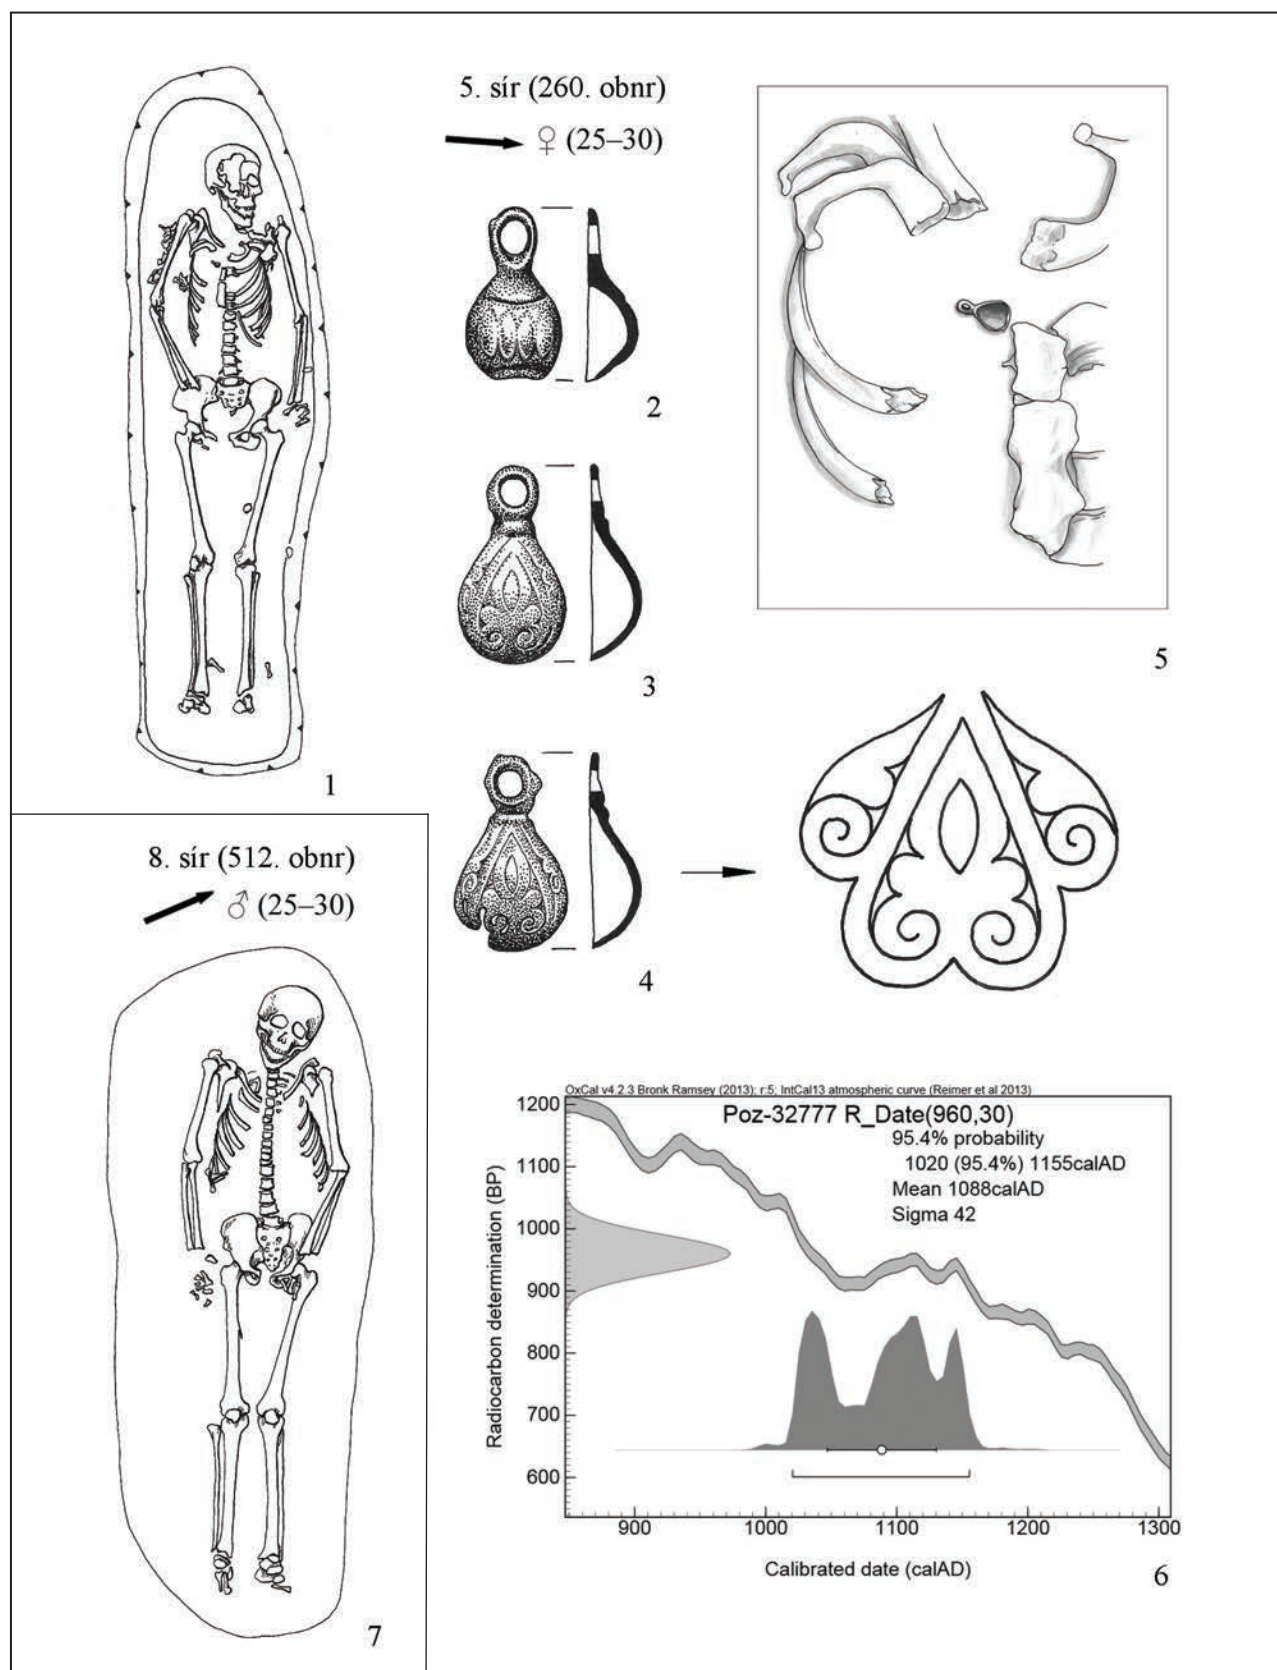 5. sír (260. obnr)
♀ (25–30)
1
2
3
4
5
8. sír (512. obnr)
♂ (25–30)
7
OxCal v4.2.3 Bronk Ramsey (2013); r:5; IntCal13 atmospheric curve (Reimer et al 2013)
Poz-32777 R_Date(960,30)
95.4% probability
1020 (95.4%) 1155calAD
Mean 1088calAD
Sigma 42
Radiocarbon determination (BP)
1200
1100
1000
900
800
700
600
900 1000 1100 1200 1300
Calibrated date (calAD)
6